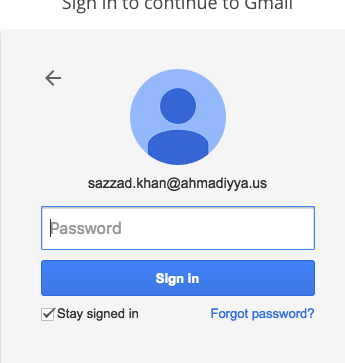 Sign in to continue to Gmail
sazzad.khan@ahmadiyya.us
Password
Sign in
Stay signed in Forgot password?